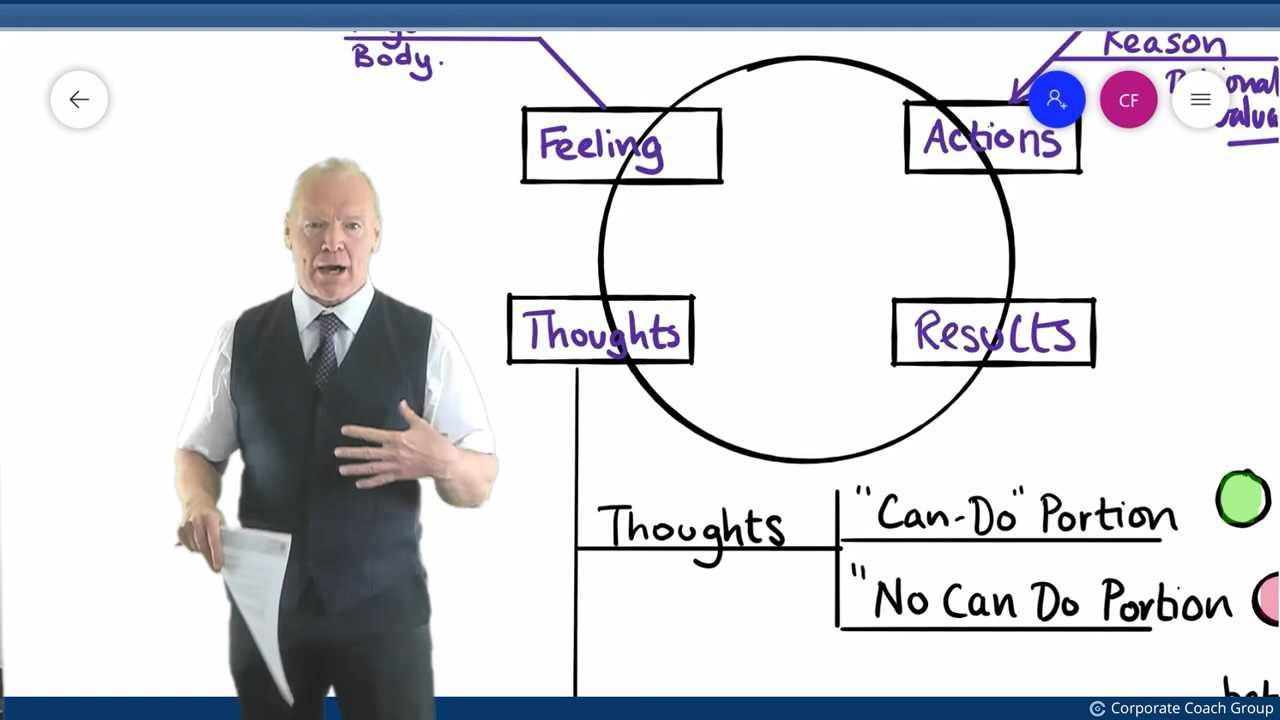 Body.
Reason
Feeling
Actions
CF
Thoughts
Results
Thoughts
"Can-Do" Portion
"No Can Do Portion
Corporate Coach Group